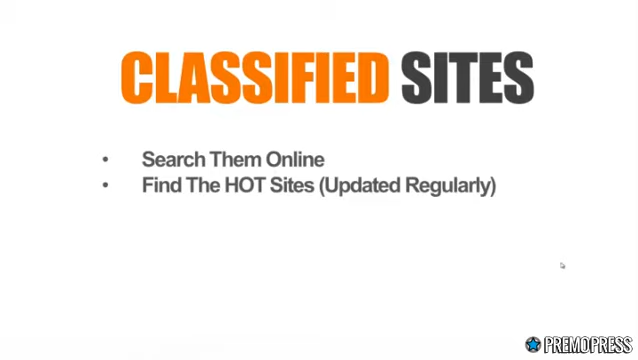 CLASSIFIED SITES
• Search Them Online
• Find The HOT Sites (Updated Regularly)
PREMOPRESS